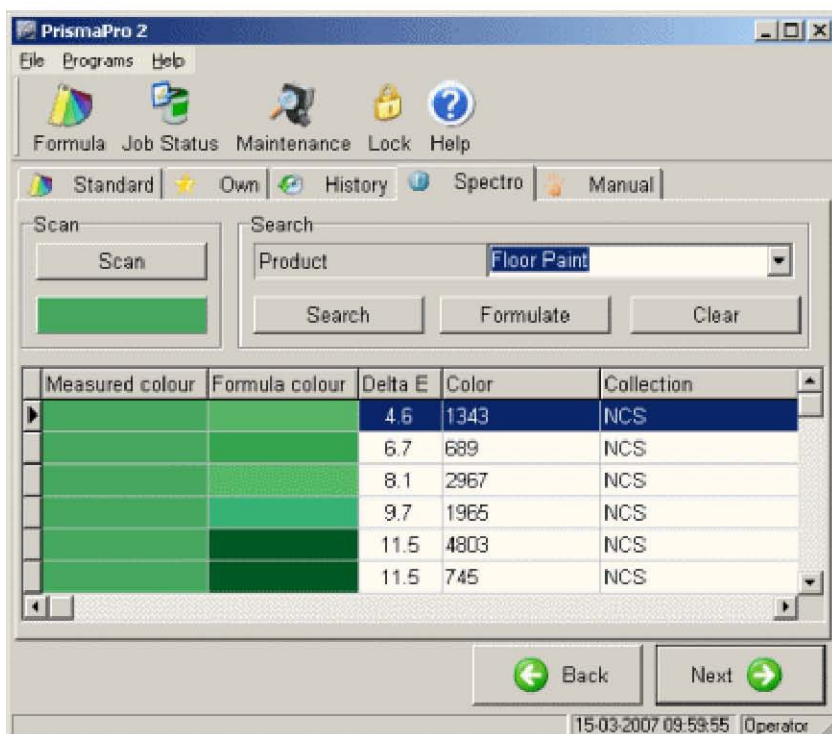 PrismaPro 2
File Programs Help
Formula Job Status Maintenance Lock Help
Standard Own History Spectro Manual
Scan Search
Scan Product Floor Paint
Search Formulate Clear
Measured colour Formula colour Delta E Color Collection
4.6 1343 NCS
6.7 689 NCS
8.1 2967 NCS
9.7 1965 NCS
11.5 4803 NCS
11.5 745 NCS
Back Next
15-03-2007 09:59:55 Operator